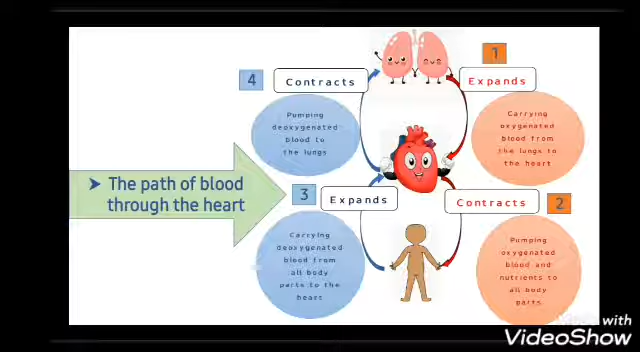 ➤ The path of blood
through the heart
1
Expands
Carrying
oxygenated
blood from
the lungs to
the heart
2
Contracts
Pumping
oxygenated
blood and
nutrients to
all body
parts
3
Expands
Carrying
deoxygenated
blood from
all body
parts to the
heart
4
Contracts
Pumping
deoxygenated
blood to
the lungs
with
VideoShow